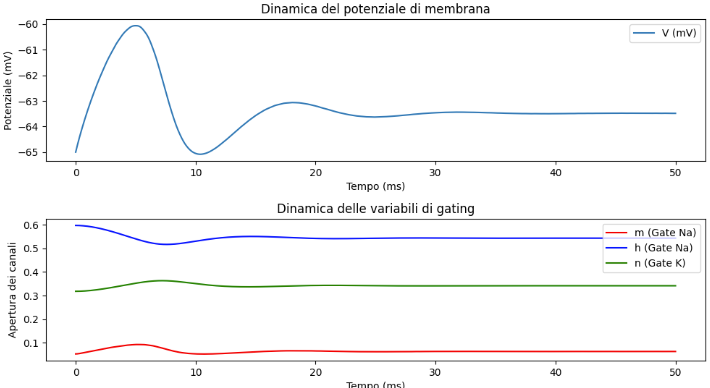 Dinamica del potenziale di membrana
−60
−61
−62
−63
−64
−65
Potenziale (mV)
V (mV)
0
10
20
30
40
50
Tempo (ms)
Dinamica delle variabili di gating
0.6
0.5
0.4
0.3
0.2
0.1
Apertura dei canali
m (Gate Na)
h (Gate Na)
n (Gate K)
0
10
20
30
40
50
Tempo (ms)